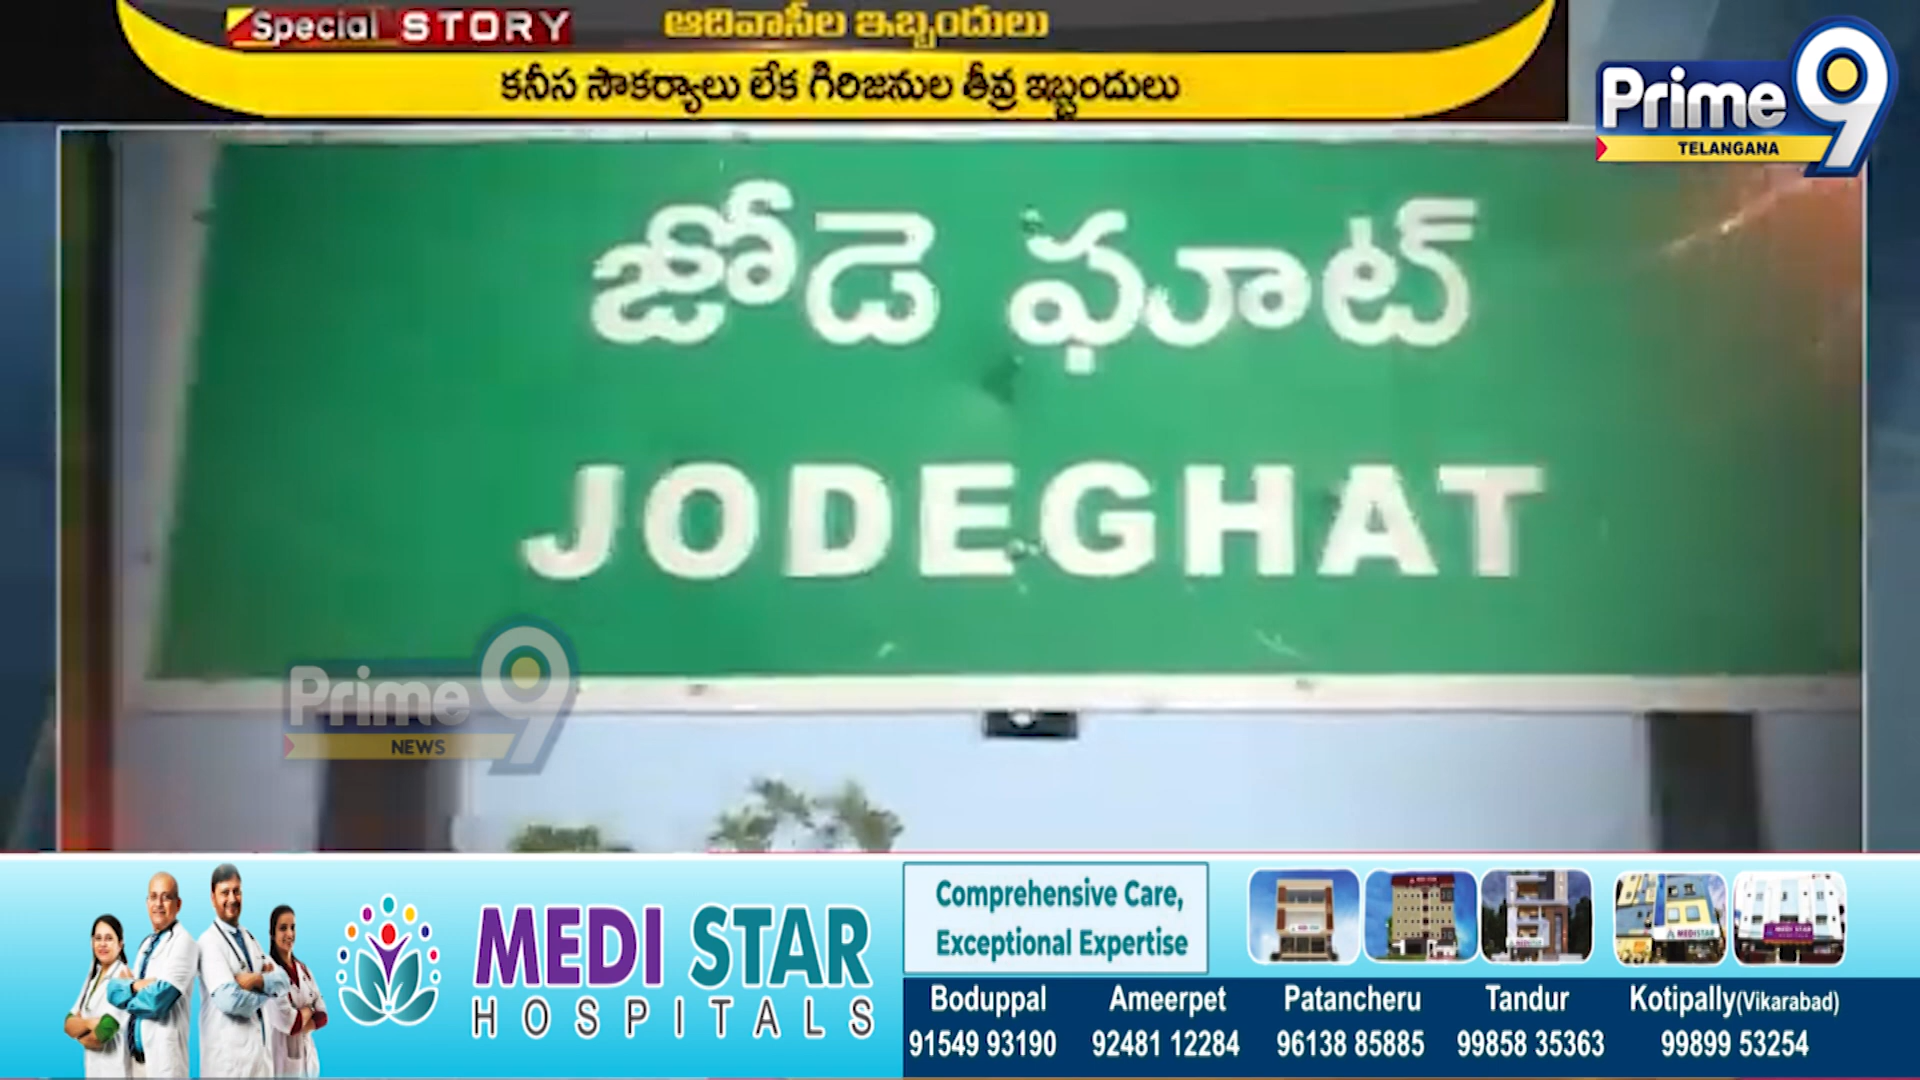 Special STORY
ఆదివాసీల ఇబ్బందులు
కనీస సౌకర్యాలు లేక గిరిజనుల తీవ్ర ఇబ్బందులు
Prime 9
TELANGANA
జోడె ఘాట్
JODEGHAT
Prime 9
NEWS
MEDI STAR
HOSPITALS
Comprehensive Care,
Exceptional Expertise
Boduppal Ameerpet Patancheru Tandur Kotipally(Vikarabad)
91549 93190 92481 12284 96138 85885 99858 35363 99899 53254